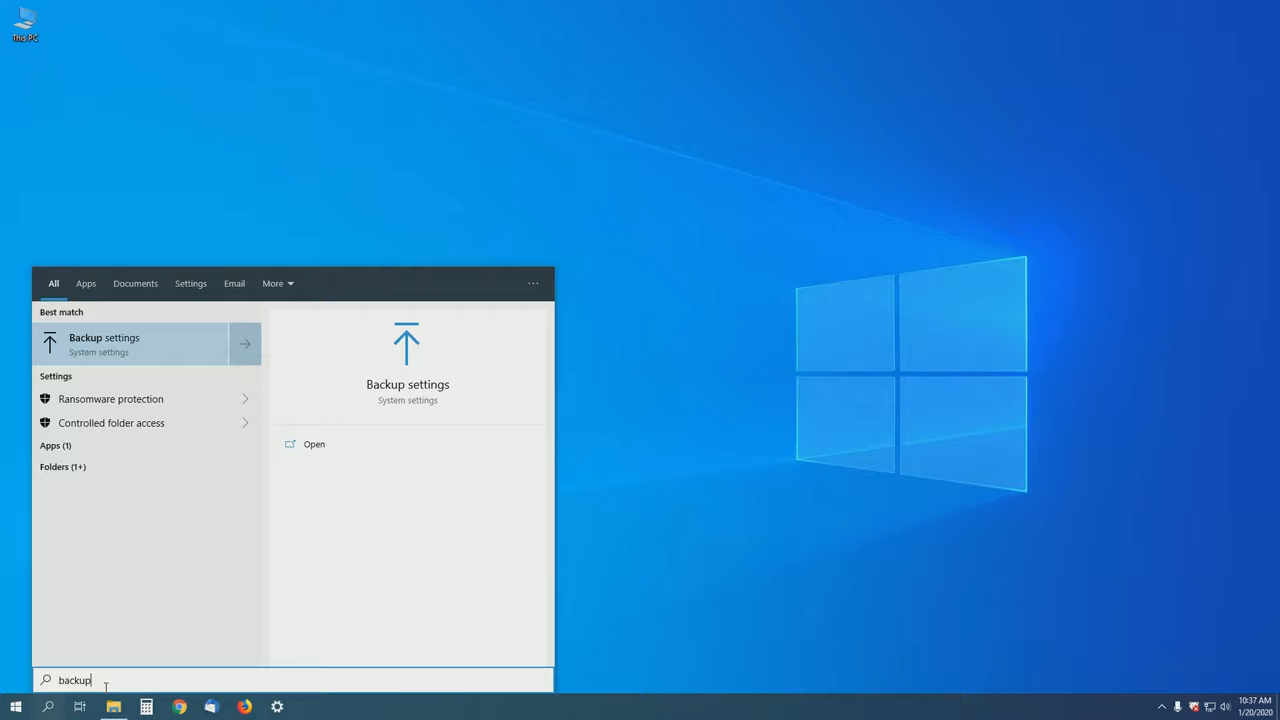 This PC
All
Apps
Documents
Settings
Email
More
...
Best match
Backup settings
System settings
Settings
Ransomware protection
Controlled folder access
Apps (1)
Folders (1+)
Backup settings
System settings
Open
backup
10:37 AM
1/20/2020